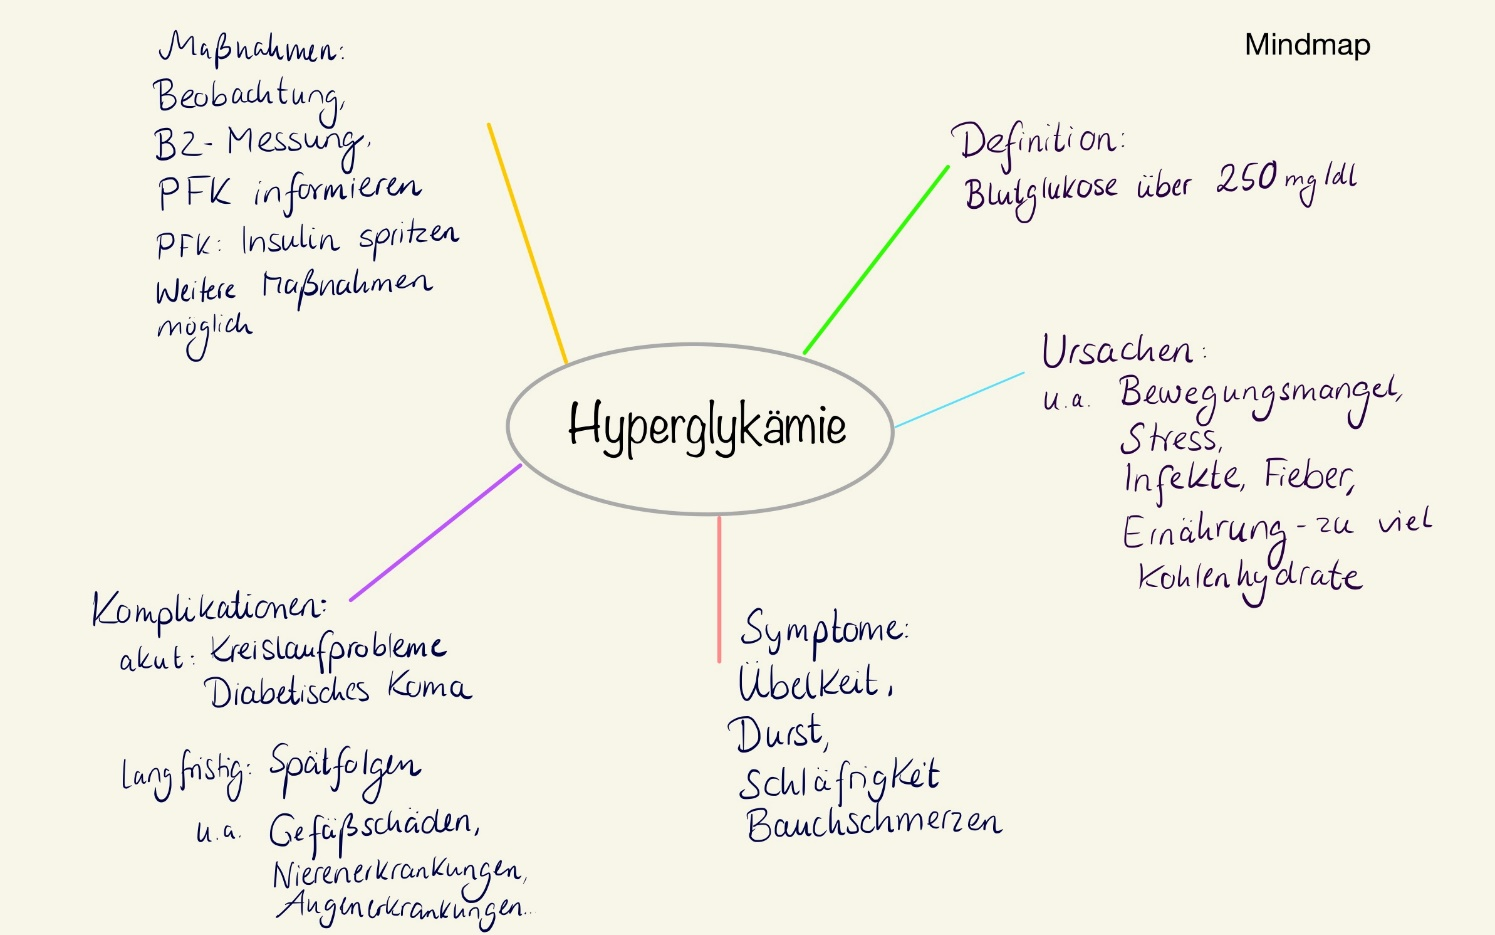 Mindmap
Maßnahmen:
Beobachtung,
BZ-Messung,
PFK informieren
PFK: Insulin spritzen
Weitere Maßnahmen
möglich
Definition:
Blutglukose über 250 mg/dl
Ursachen:
u.a. Bewegungsmangel,
Stress,
Infekte, Fieber,
Ernährung - zu viel
Kohlenhydrate
Hyperglykämie
Komplikationen:
akut: Kreislaufprobleme
Diabetisches Koma
langfristig: Spätfolgen
u.a. Gefäßschäden,
Nierenerkrankungen,
Augenerkrankungen...
Symptome:
Übelkeit,
Durst,
Schläfrigkeit
Bauchschmerzen